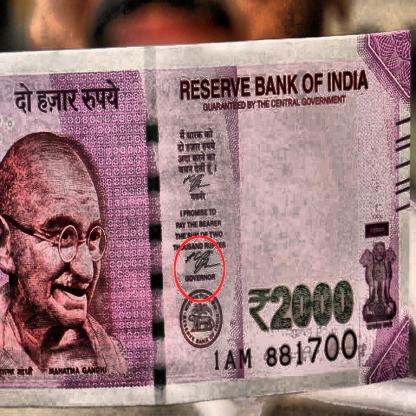 दो हज़ार रुपये
RESERVE BANK OF INDIA
GUARANTEED BY THE CENTRAL GOVERNMENT
मैं धारक को
दो हज़ार रुपये
अदा करने का
वचन देता हूँ।
I PROMISE TO
PAY THE BEARER
THE SUM OF TWO
THOUSAND RUPEES
GOVERNOR
₹2000
1AM 881700
गांधी MAHATMA GANDHI